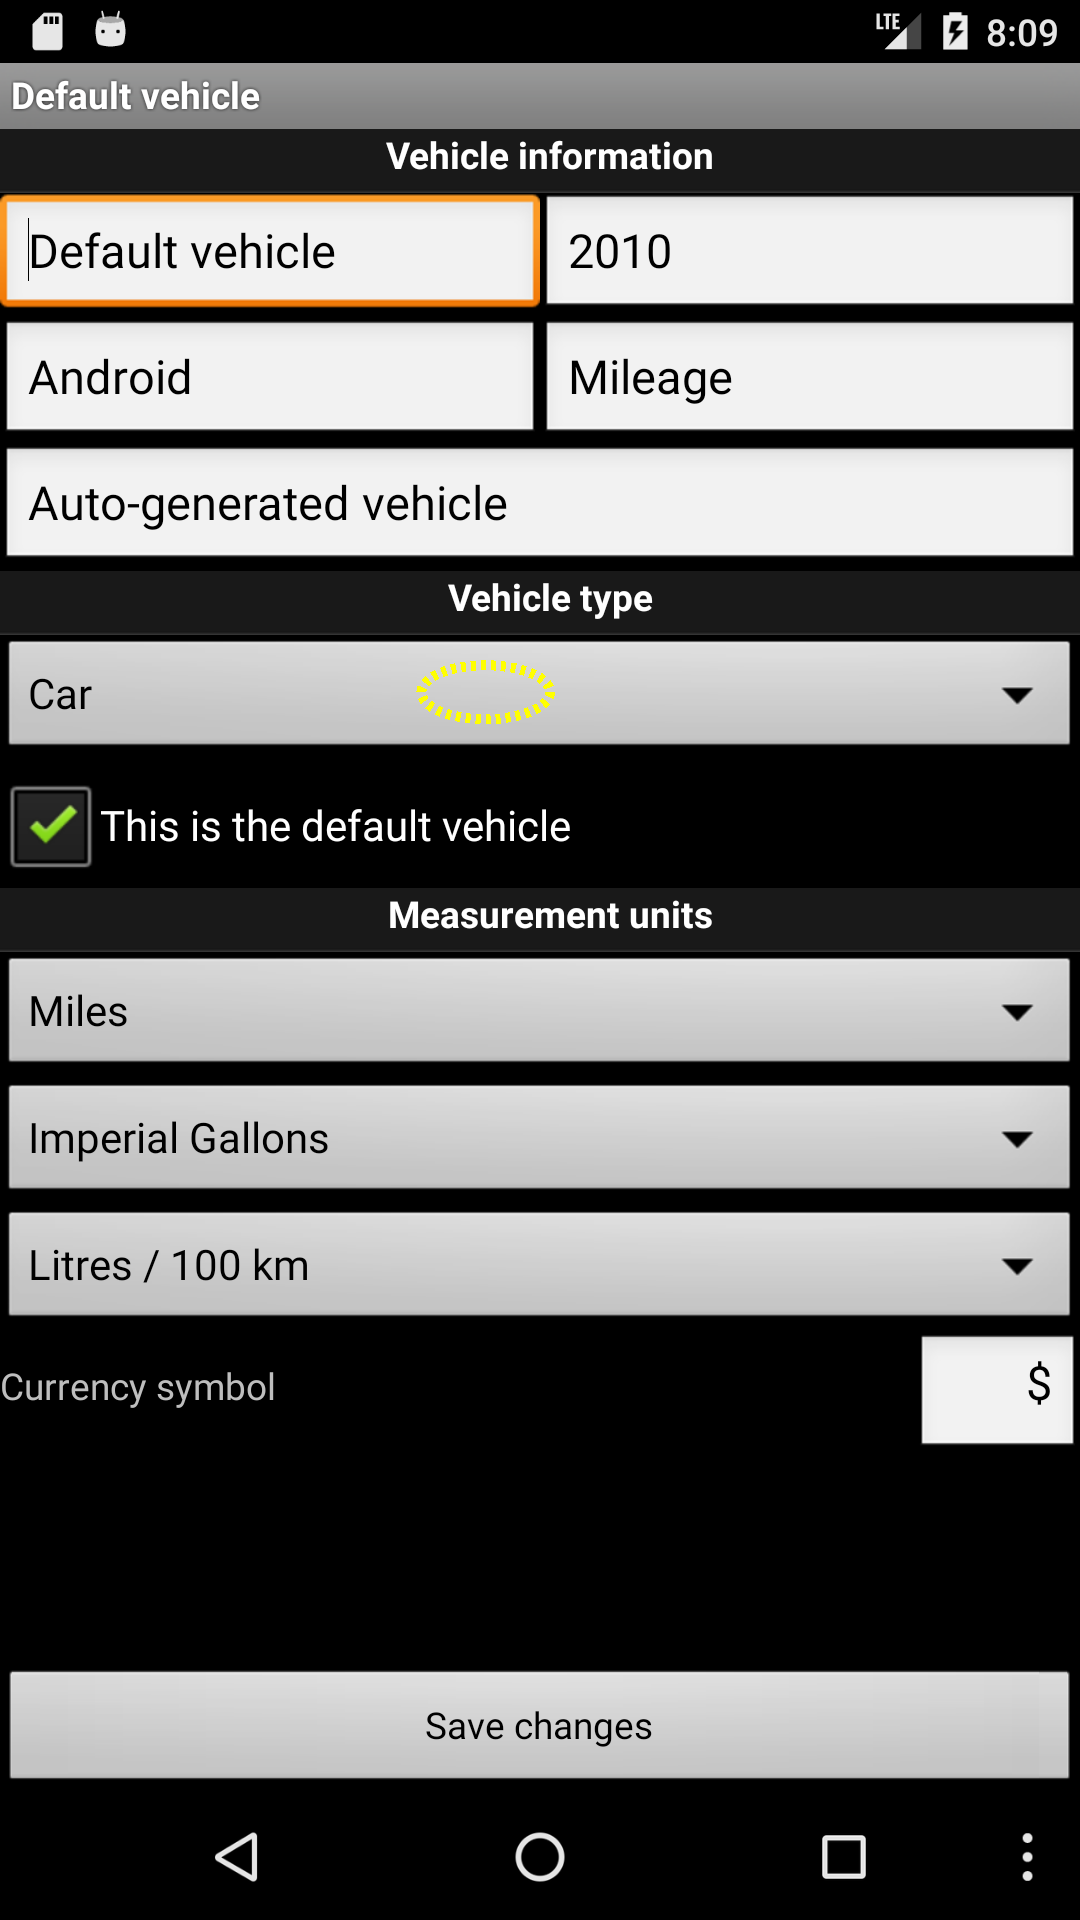 LTE 8:09
Default vehicle
Vehicle information
Default vehicle 2010
Android Mileage
Auto-generated vehicle
Vehicle type
Car
This is the default vehicle
Measurement units
Miles
Imperial Gallons
Litres / 100 km
Currency symbol $
Save changes